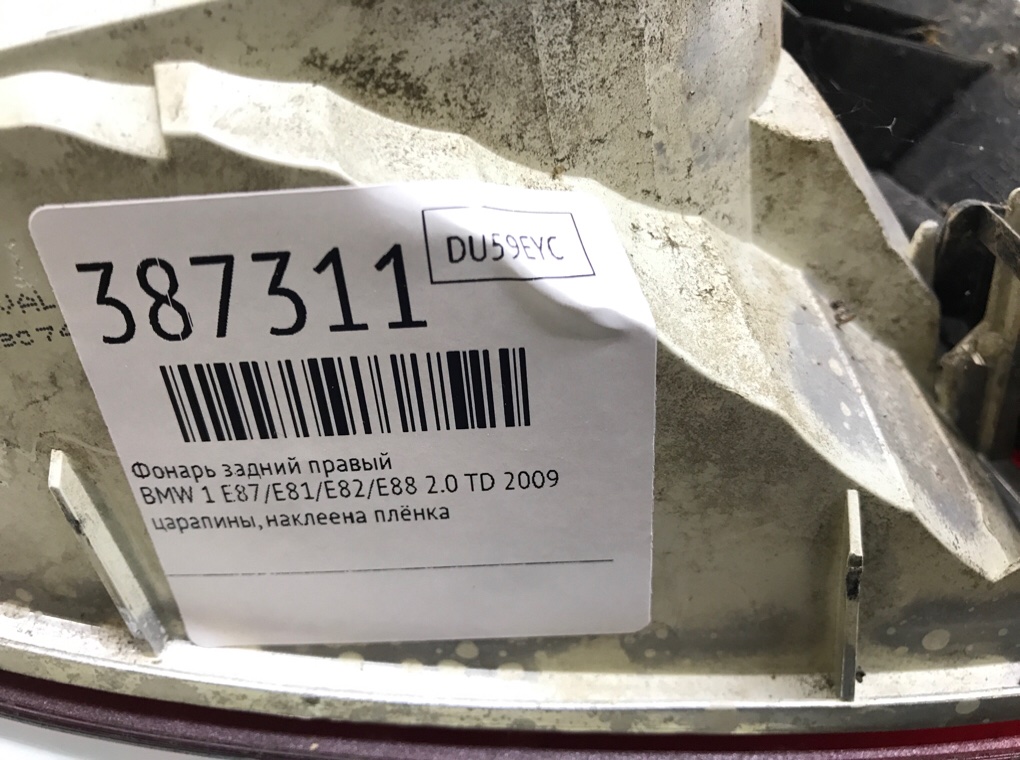 387311
DU59EYC
Фонарь задний правый
BMW 1 E87/E81/E82/E88 2.0 TD 2009
царапины,наклеена плёнка